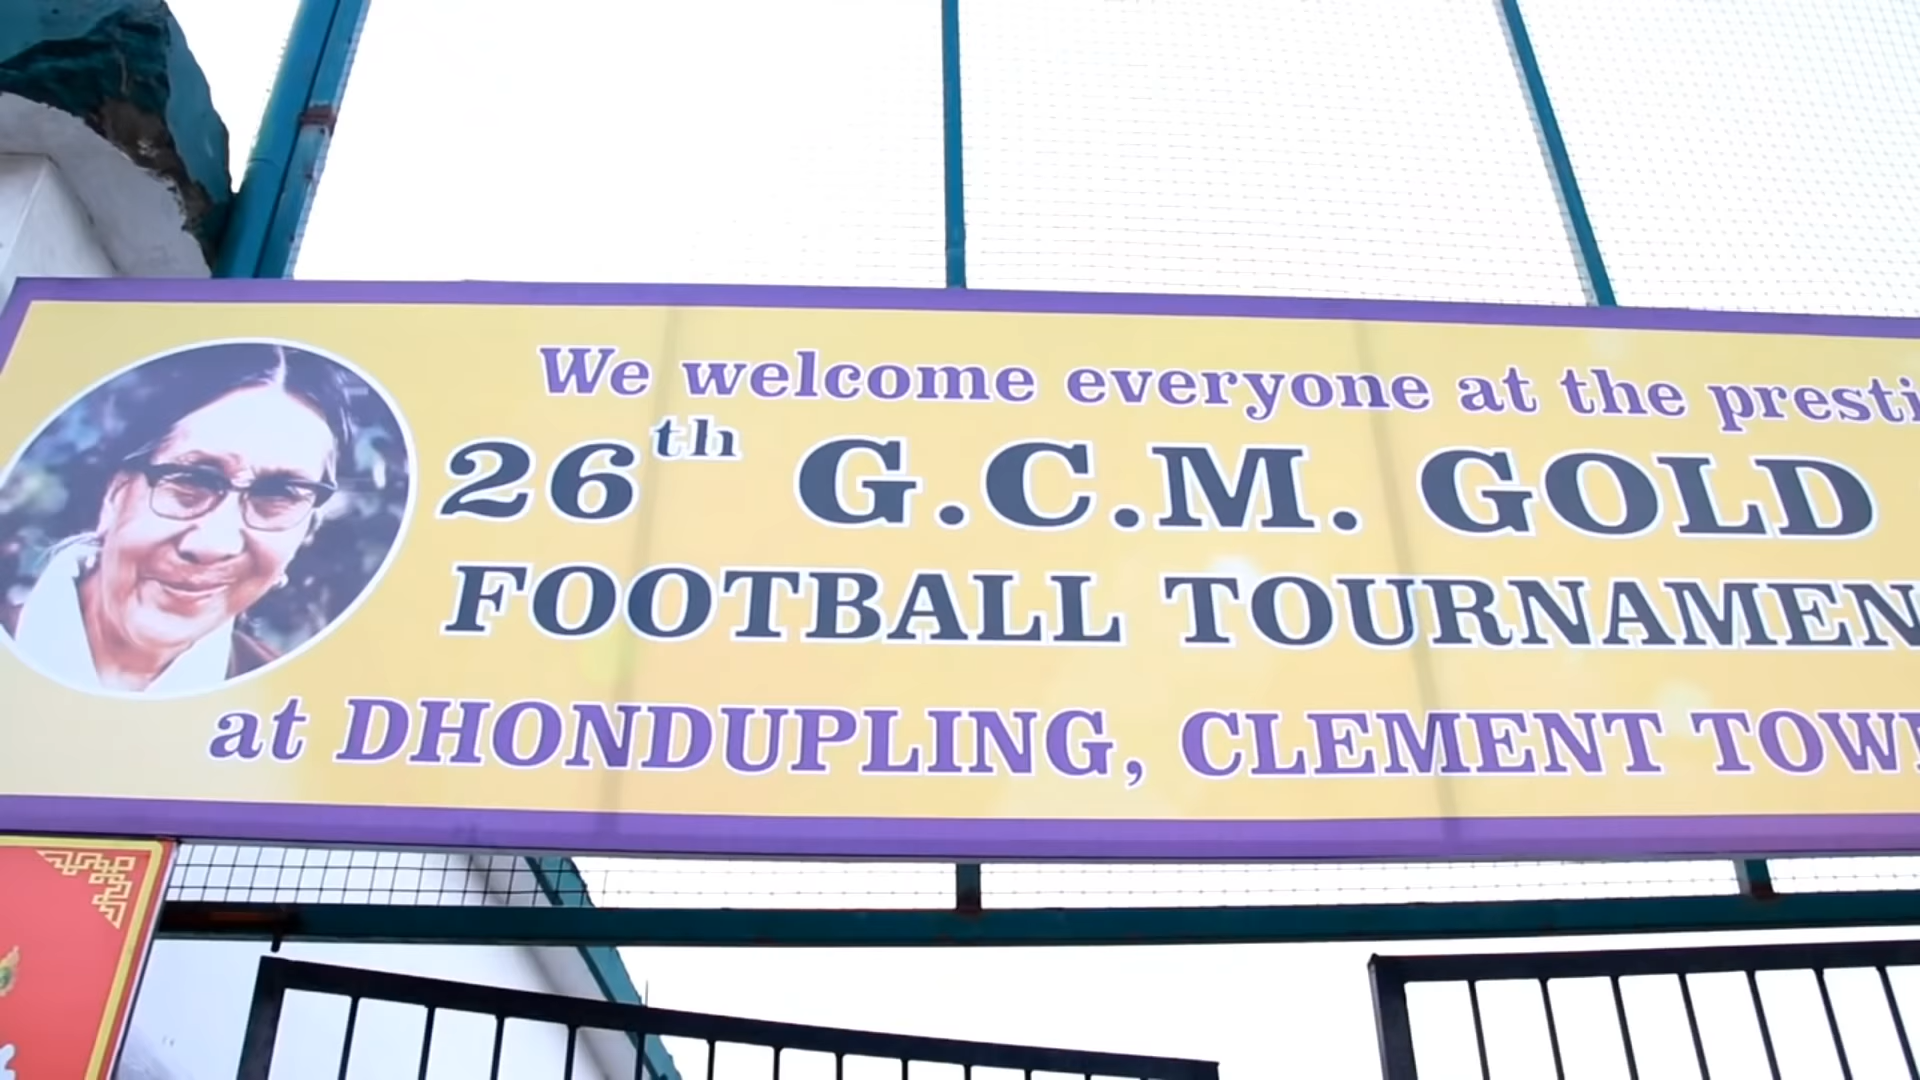 We welcome everyone at the presti
26th G.C.M. GOLD
FOOTBALL TOURNAMEN
at DHONDUPLING, CLEMENT TOW